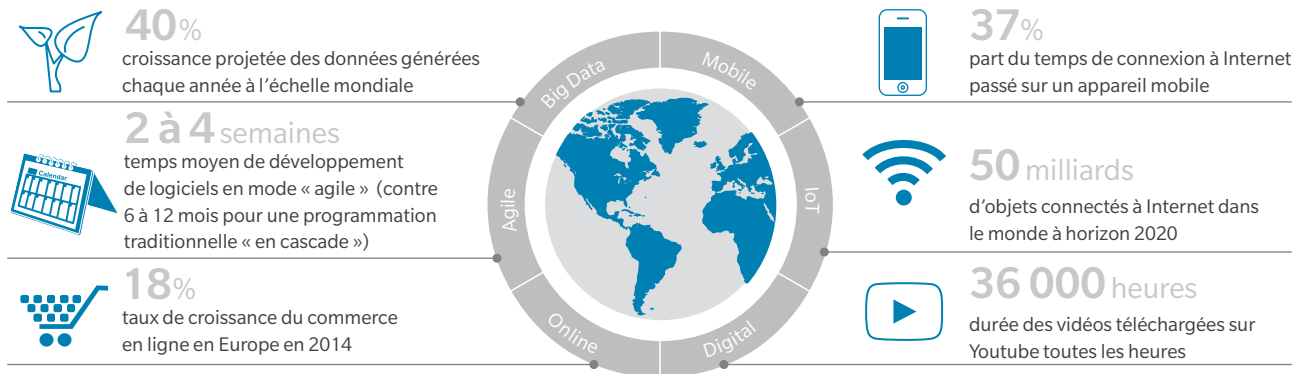 40%
croissance projetée des données générées
chaque année à l'échelle mondiale
2 à 4 semaines
Calendar
temps moyen de développement
de logiciels en mode « agile » (contre
6 à 12 mois pour une programmation
traditionnelle « en cascade »)
18%
taux de croissance du commerce
en ligne en Europe en 2014
Big Data
Mobile
Agile
IoT
Online
Digital
37%
part du temps de connexion à Internet
passé sur un appareil mobile
50 milliards
d'objets connectés à Internet dans
le monde à horizon 2020
36 000 heures
durée des vidéos téléchargées sur
Youtube toutes les heures